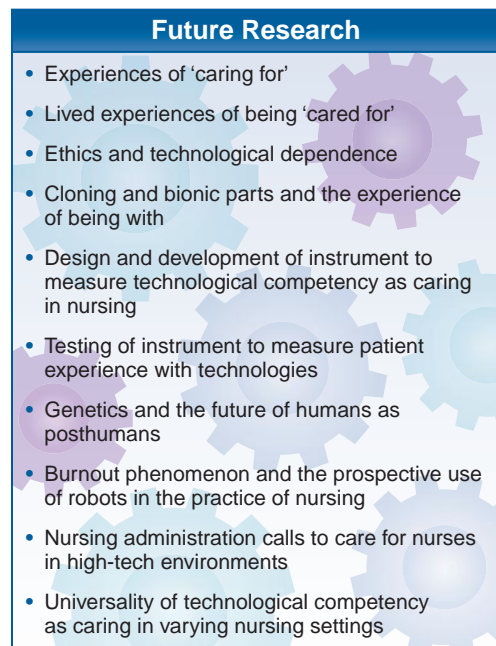 Future Research
• Experiences of ‘caring for’
• Lived experiences of being ‘cared for’
• Ethics and technological dependence
• Cloning and bionic parts and the experience
of being with
• Design and development of instrument to
measure technological competency as caring
in nursing
• Testing of instrument to measure patient
experience with technologies
• Genetics and the future of humans as
posthumans
• Burnout phenomenon and the prospective use
of robots in the practice of nursing
• Nursing administration calls to care for nurses
in high-tech environments
• Universality of technological competency
as caring in varying nursing settings